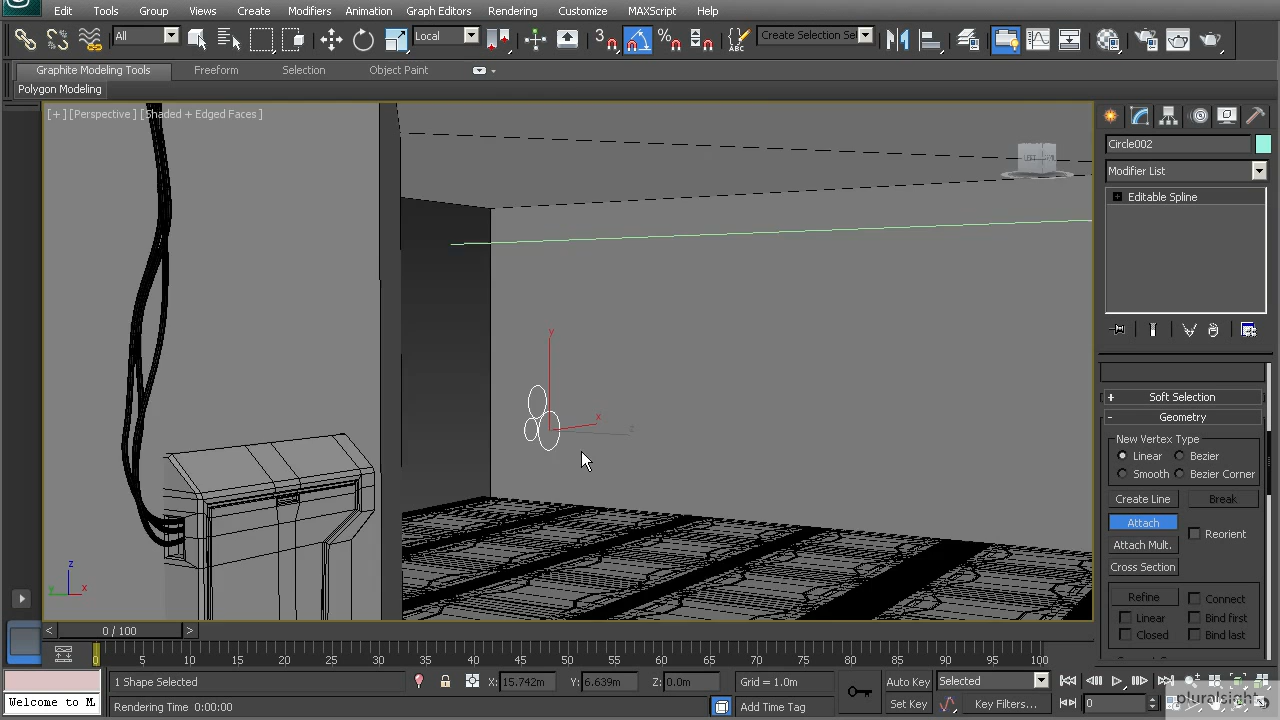 Edit Tools Group Views Create Modifiers Animation Graph Editors Rendering Customize MAXScript Help
All Local 3 % ABC Create Selection Se
Graphite Modeling Tools Freeform Selection Object Paint
Polygon Modeling
[+] [Perspective] [Shaded + Edged Faces]
Circle002
Modifier List
Editable Spline
y
x
z
Soft Selection
Geometry
New Vertex Type
Linear Bezier
Smooth Bezier Corner
Create Line Break
Attach Reorient
Attach Mult.
Cross Section
Refine Connect
Linear Bind first
Closed Bind last
z
y x
< 0 / 100 >
0 5 10 15 20 25 30 35 40 45 50 55 60 65 70 75 80 85 90 95 100
1 Shape Selected X: 15.742m Y: 6.639m Z: 0.0m Grid = 1.0m Auto Key Selected
Welcome to M Rendering Time 0:00:00 Add Time Tag Set Key Key Filters... 0
pluralsight